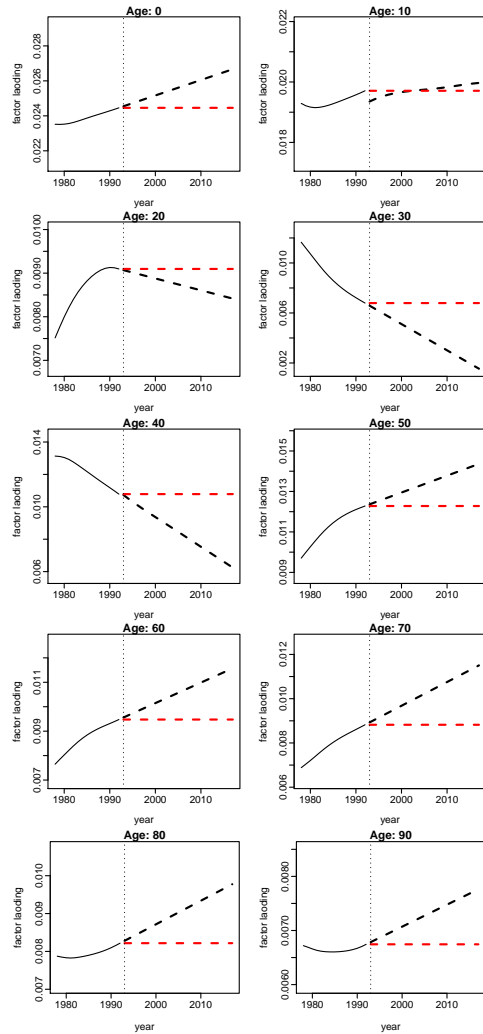 Age: 0
factor laoding
0.022 0.024 0.026 0.028
1980 1990 2000 2010
year
Age: 10
factor laoding
0.018 0.020 0.022
1980 1990 2000 2010
year
Age: 20
factor laoding
0.0070 0.0080 0.0090 0.0100
1980 1990 2000 2010
year
Age: 30
factor laoding
0.002 0.006 0.010
1980 1990 2000 2010
year
Age: 40
factor laoding
0.006 0.010 0.014
1980 1990 2000 2010
year
Age: 50
factor laoding
0.009 0.011 0.013 0.015
1980 1990 2000 2010
year
Age: 60
factor laoding
0.007 0.009 0.011
1980 1990 2000 2010
year
Age: 70
factor laoding
0.006 0.008 0.010 0.012
1980 1990 2000 2010
year
Age: 80
factor laoding
0.007 0.008 0.009 0.010
1980 1990 2000 2010
year
Age: 90
factor laoding
0.0060 0.0070 0.0080
1980 1990 2000 2010
year